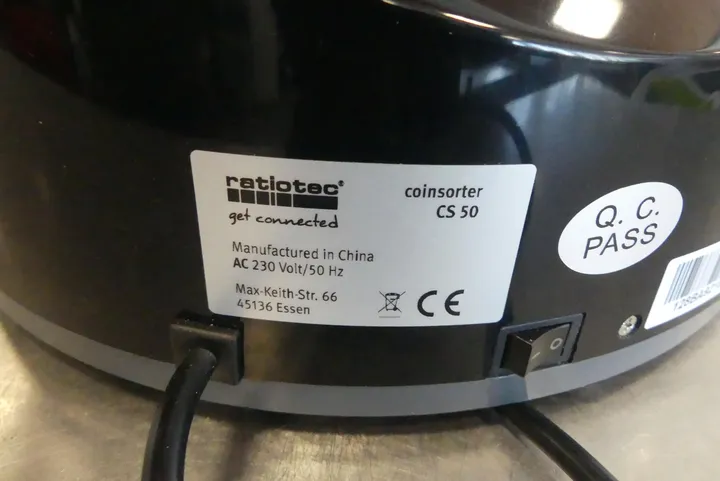 ratiotec®
get connected
coinsorter
CS 50
Manufactured in China
AC 230 Volt/50 Hz
Max-Keith-Str. 66
45136 Essen
CE
Q. C.
PASS